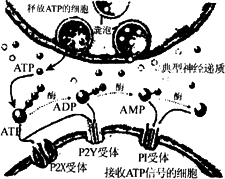 释放ATP的细胞
囊泡
ATP
典型神经递质
酶
酶
酶
ADP
AMP
ATP
P2X受体
P2Y受体
P1受体
接收ATP信号的细胞